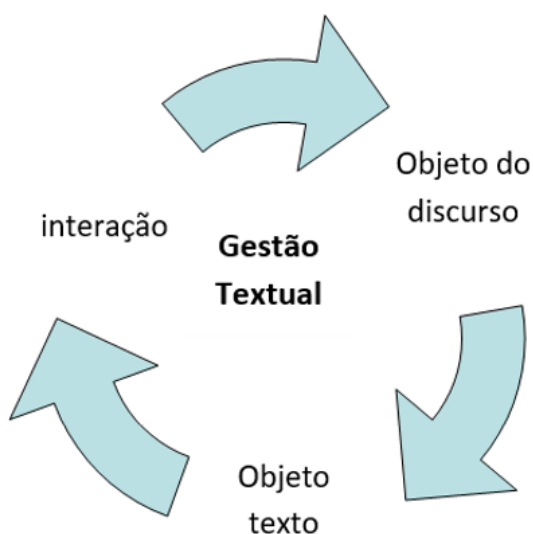 Objeto do
discurso
interação
Gestão
Textual
Objeto
texto